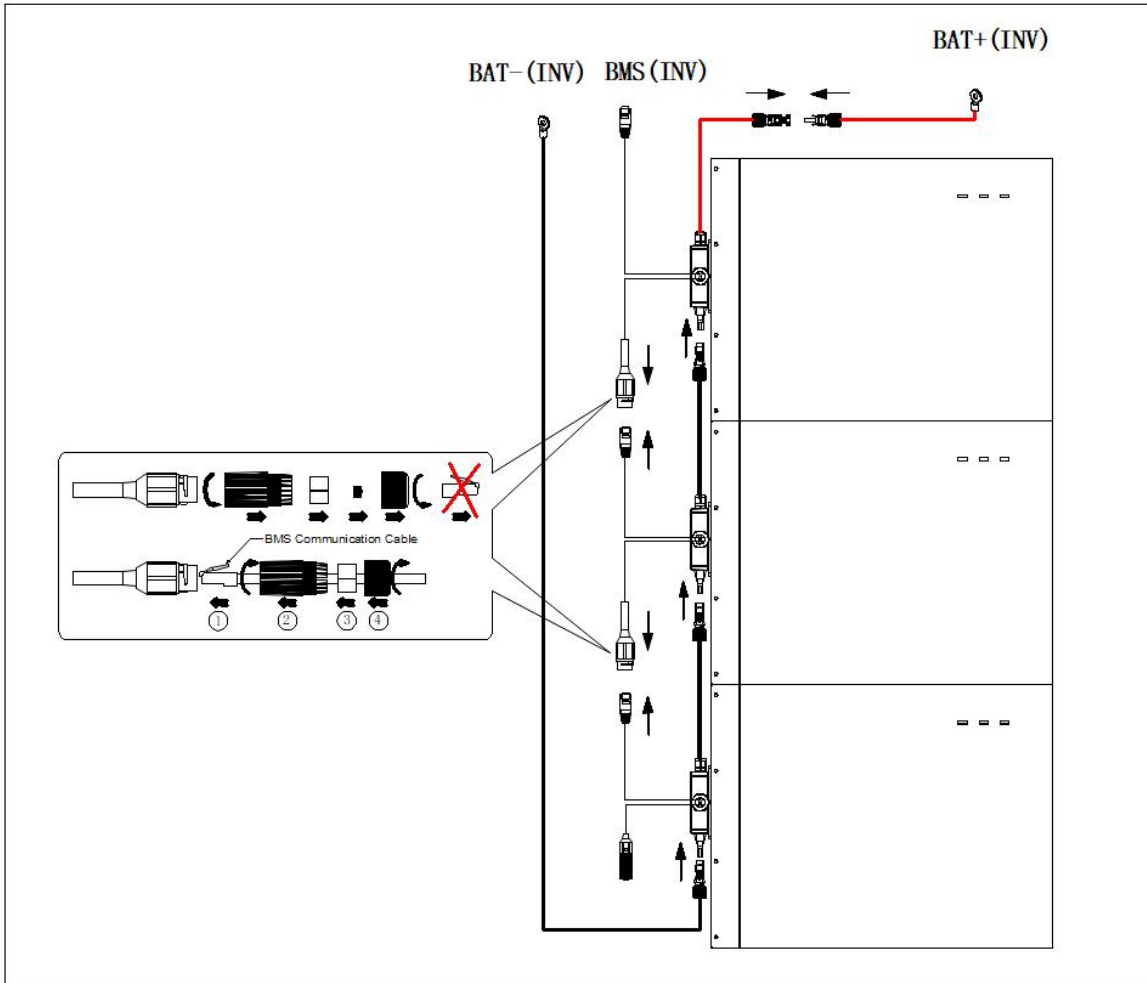 BAT+(INV)
BAT-(INV) BMS(INV)
BMS Communication Cable
① ② ③ ④